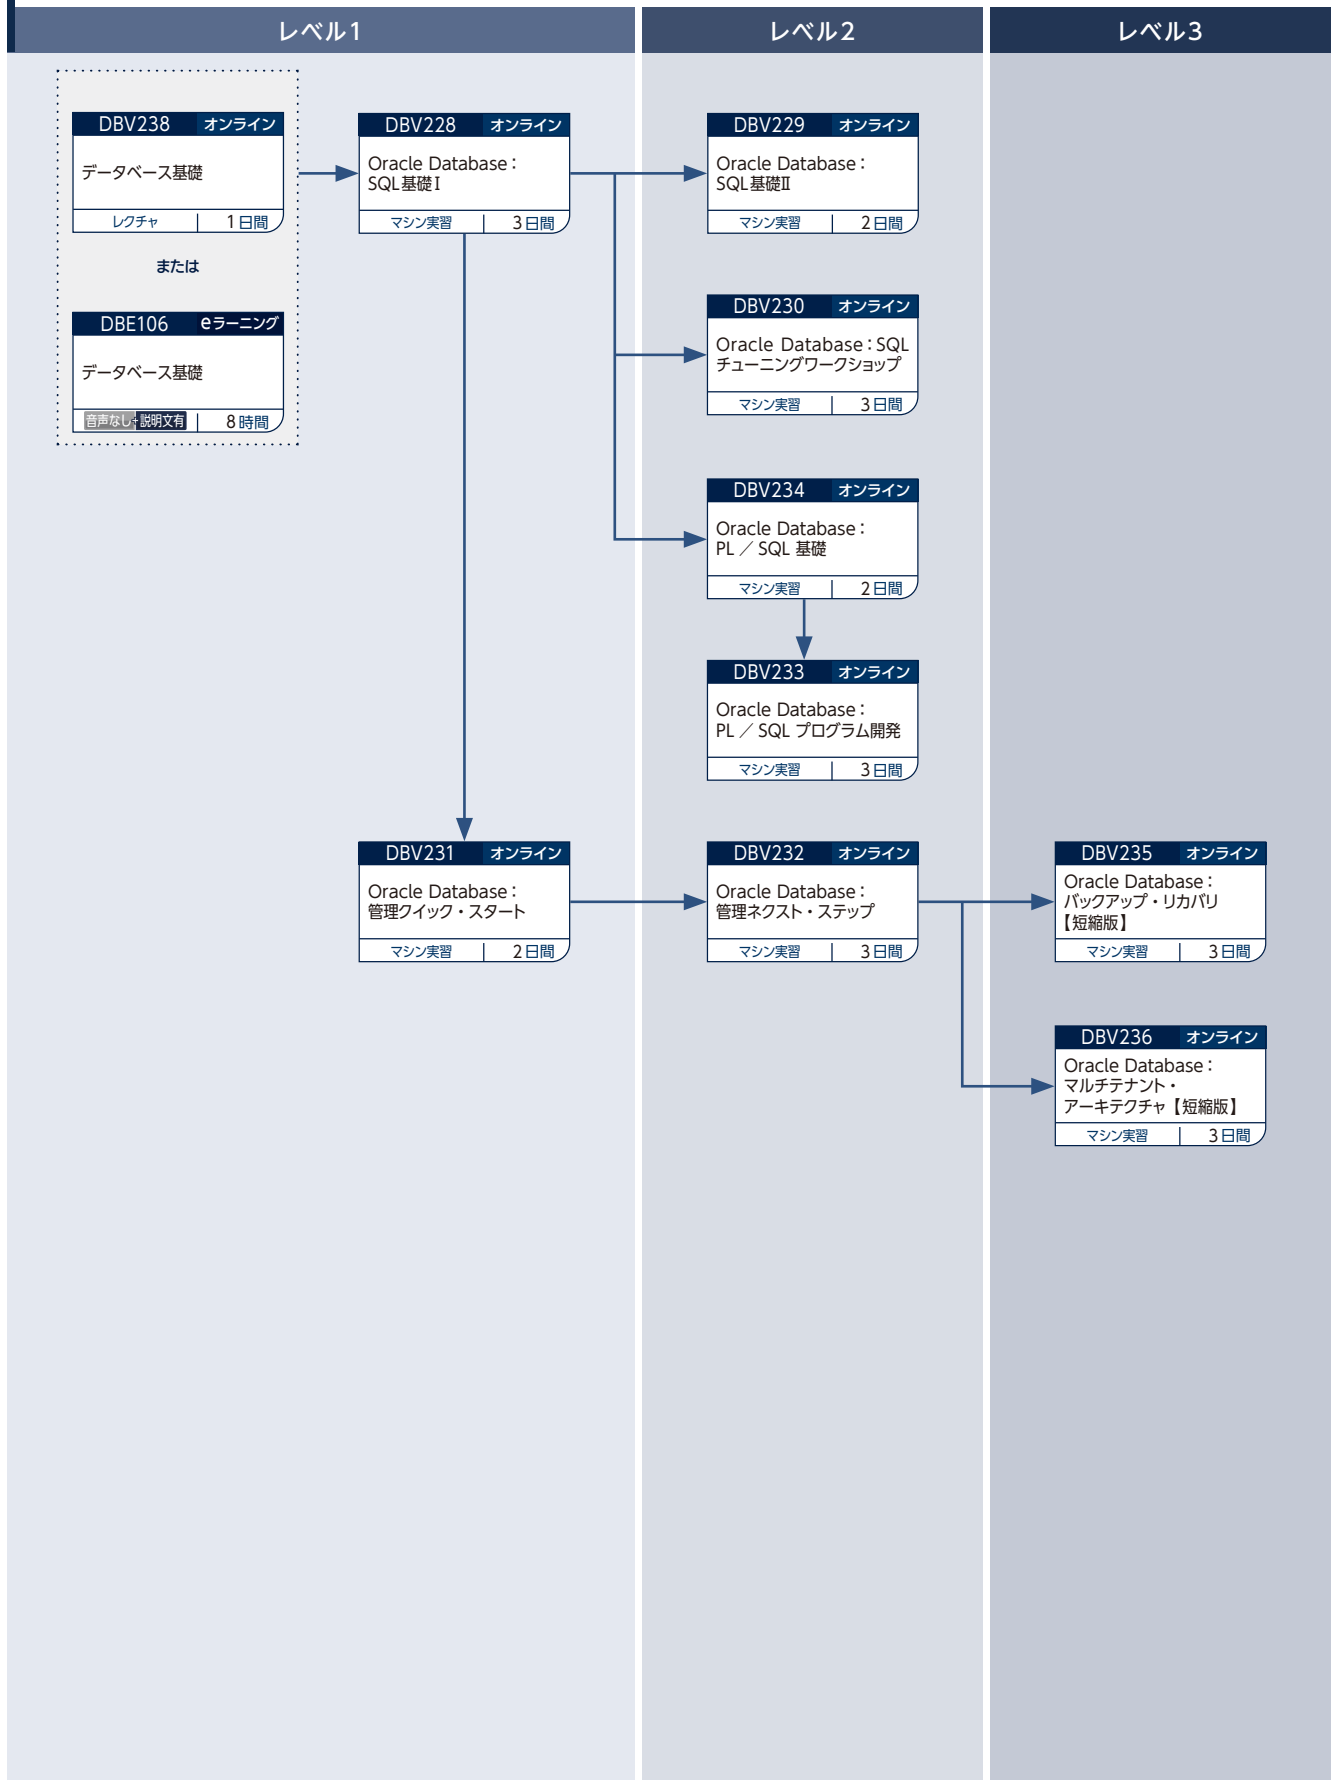 レベル1
レベル2
レベル3
DBV238 オンライン
データベース基礎
レクチャ 1日間
または
DBE106 eラーニング
データベース基礎
音声なし+説明文有 8時間
DBV228 オンライン
Oracle Database：
SQL基礎Ⅰ
マシン実習 3日間
DBV229 オンライン
Oracle Database：
SQL基礎Ⅱ
マシン実習 2日間
DBV230 オンライン
Oracle Database：SQL
チューニングワークショップ
マシン実習 3日間
DBV234 オンライン
Oracle Database：
PL ／ SQL 基礎
マシン実習 2日間
DBV233 オンライン
Oracle Database：
PL ／ SQL プログラム開発
マシン実習 3日間
DBV231 オンライン
Oracle Database：
管理クイック・スタート
マシン実習 2日間
DBV232 オンライン
Oracle Database：
管理ネクスト・ステップ
マシン実習 3日間
DBV235 オンライン
Oracle Database：
バックアップ・リカバリ
【短縮版】
マシン実習 3日間
DBV236 オンライン
Oracle Database：
マルチテナント・
アーキテクチャ【短縮版】
マシン実習 3日間